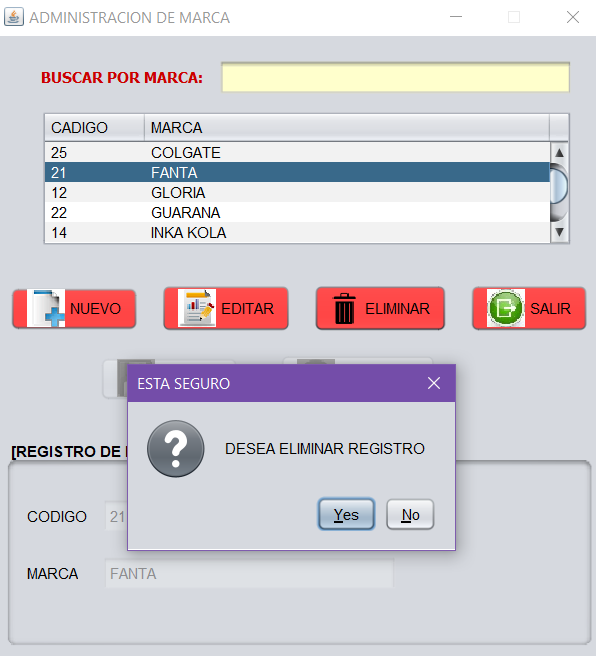 ADMINISTRACION DE MARCA
BUSCAR POR MARCA:
CADIGO MARCA
25 COLGATE
21 FANTA
12 GLORIA
22 GUARANA
14 INKA KOLA
NUEVO EDITAR ELIMINAR SALIR
ESTA SEGURO
DESEA ELIMINAR REGISTRO
Yes No
[REGISTRO DE
CODIGO 21
MARCA FANTA